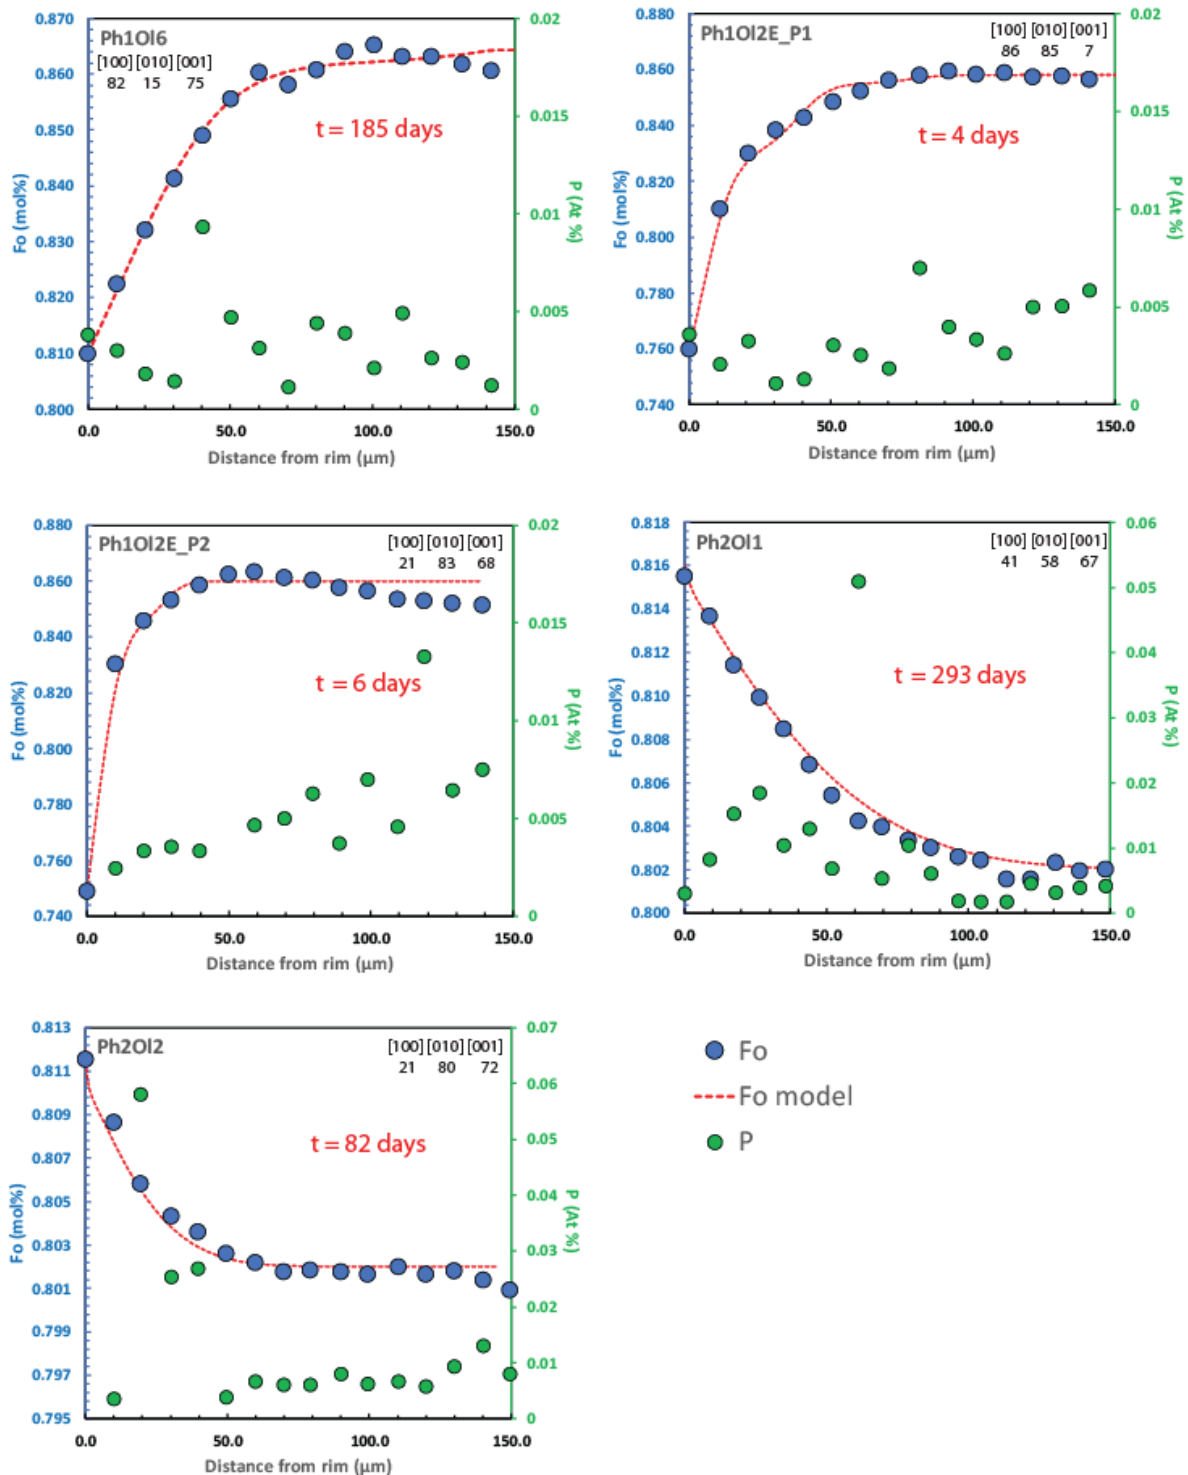 Ph1Ol6
[100] [010] [001]
82 15 75
t = 185 days
0.870
0.860
0.850
0.840
0.830
0.820
0.810
0.800
Fo (mol%)
0.02
0.015
0.01
0.005
0
P (At %)
0.0 50.0 100.0 150.0
Distance from rim (µm)
Ph1Ol2E_P1
[100] [010] [001]
86 85 7
t = 4 days
0.880
0.860
0.840
0.820
0.800
0.780
0.760
0.740
Fo (mol%)
0.02
0.015
0.01
0.005
0
P (At %)
0.0 50.0 100.0 150.0
Distance from rim (µm)
Ph1Ol2E_P2
[100] [010] [001]
21 83 68
t = 6 days
0.880
0.860
0.840
0.820
0.800
0.780
0.760
0.740
Fo (mol%)
0.02
0.015
0.01
0.005
0
P (At %)
0.0 50.0 100.0 150.0
Distance from rim (µm)
Ph2Ol1
[100] [010] [001]
41 58 67
t = 293 days
0.818
0.816
0.814
0.812
0.810
0.808
0.806
0.804
0.802
0.800
Fo (mol%)
0.06
0.05
0.04
0.03
0.02
0.01
0
P (At %)
0.0 50.0 100.0 150.0
Distance from rim (µm)
Ph2Ol2
[100] [010] [001]
21 80 72
t = 82 days
0.813
0.811
0.809
0.807
0.805
0.803
0.801
0.799
0.797
0.795
Fo (mol%)
0.07
0.06
0.05
0.04
0.03
0.02
0.01
0
P (At %)
0.0 50.0 100.0 150.0
Distance from rim (µm)
Fo
Fo model
P